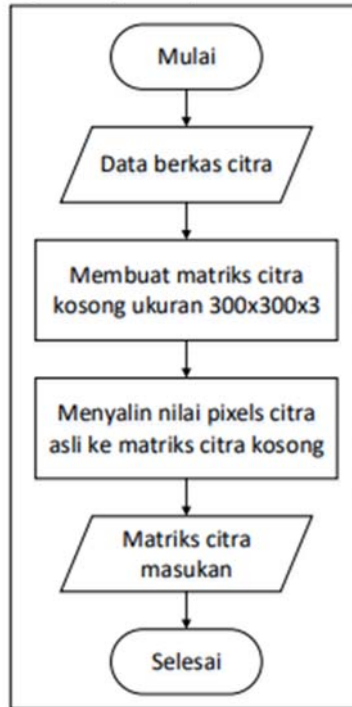 Mulai
Data berkas citra
Membuat matriks citra
kosong ukuran 300x300x3
Menyalin nilai pixels citra
asli ke matriks citra kosong
Matriks citra
masukan
Selesai